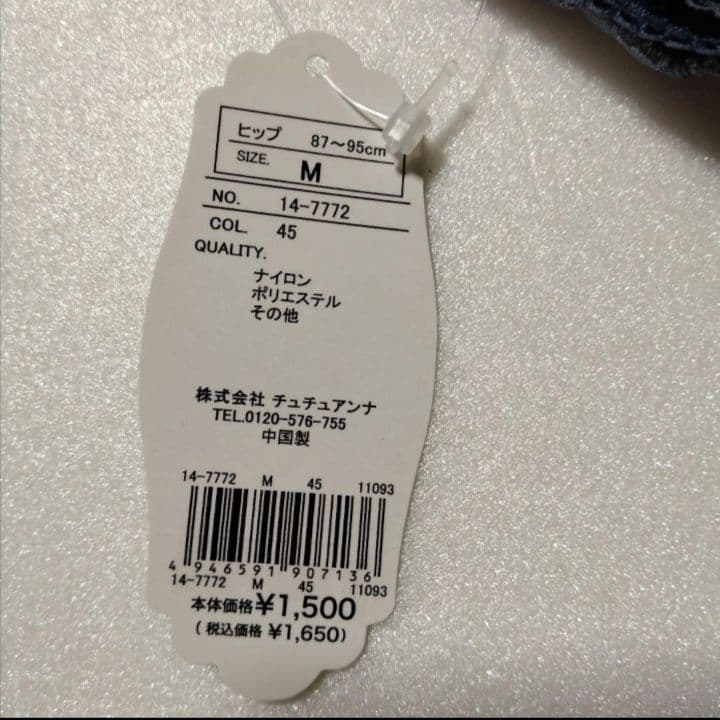 ヒップ 87～95cm
SIZE. M
NO. 14-7772
COL. 45
QUALITY.
ナイロン
ポリエステル
その他
株式会社 チュチュアンナ
TEL.0120-576-755
中国製
14-7772 M 45 11093
4 946591 907136
14-7772 M 45 11093
本体価格¥1,500
(税込価格 ¥1,650)